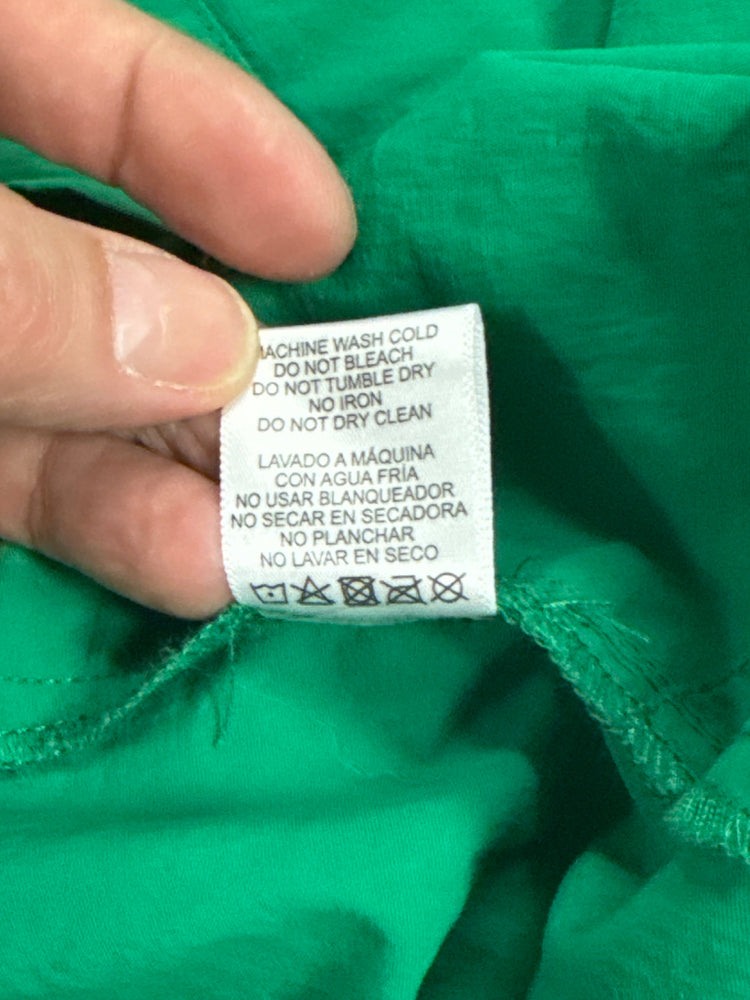 MACHINE WASH COLD
DO NOT BLEACH
DO NOT TUMBLE DRY
NO IRON
DO NOT DRY CLEAN
LAVADO A MÁQUINA
CON AGUA FRÍA
NO USAR BLANQUEADOR
NO SECAR EN SECADORA
NO PLANCHAR
NO LAVAR EN SECO